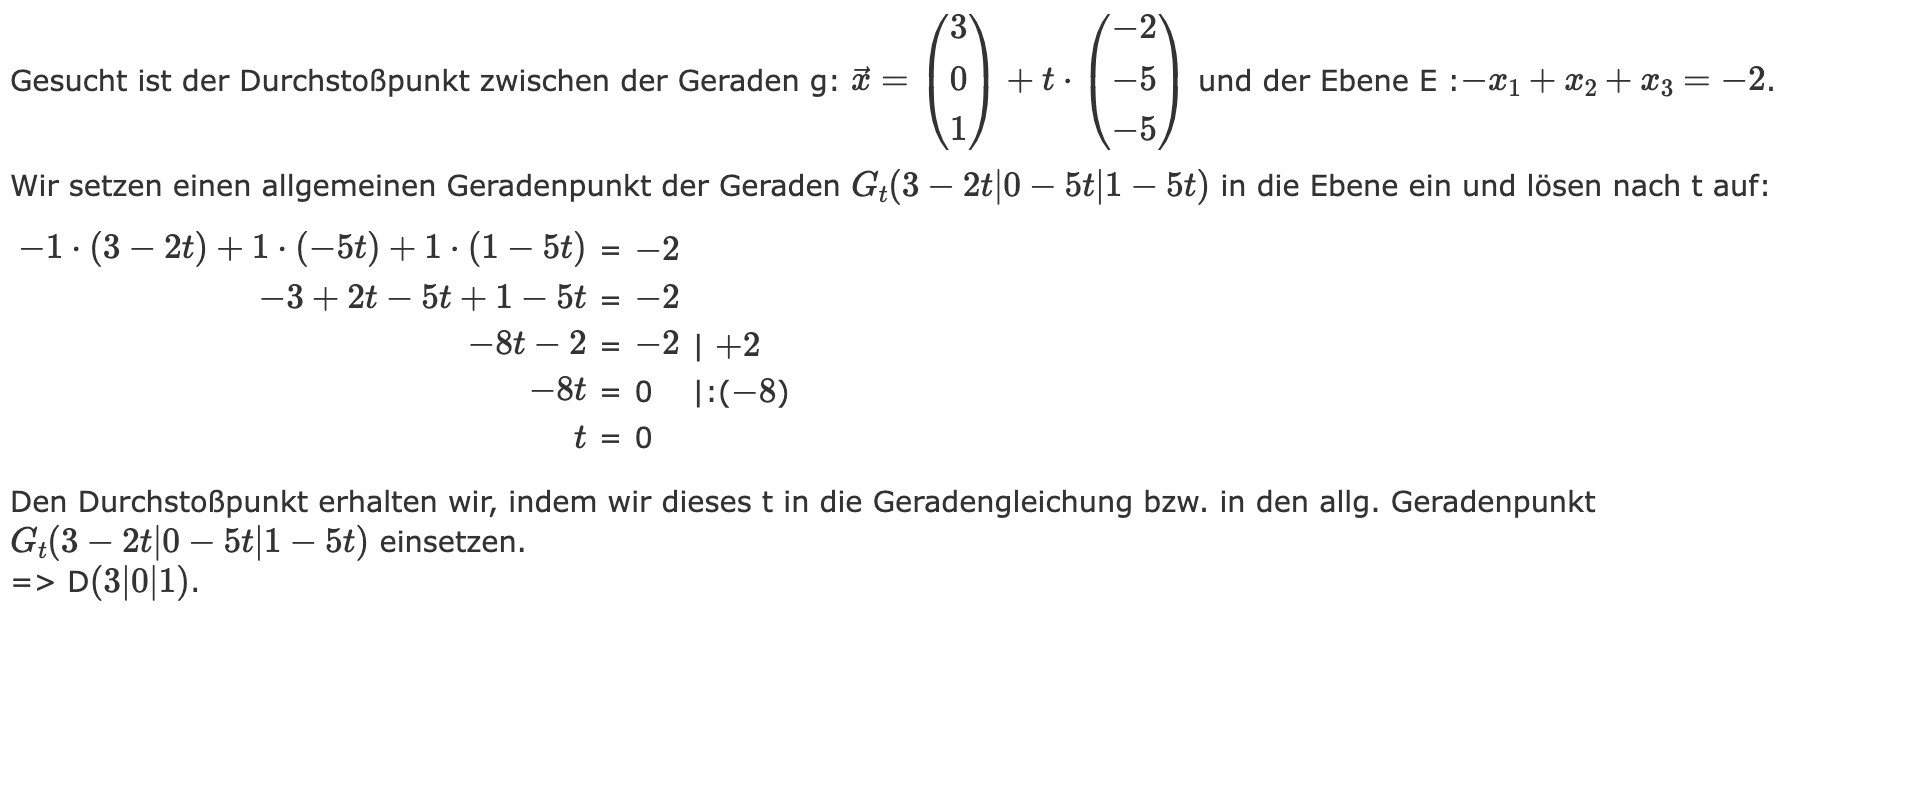 Gesucht ist der Durchstoßpunkt zwischen der Geraden g: $\vec{x} = \begin{pmatrix} 3 \\ 0 \\ 1 \end{pmatrix} + t \cdot \begin{pmatrix} -2 \\ -5 \\ -5 \end{pmatrix}$ und der Ebene E : $-x_1 + x_2 + x_3 = -2$.
Wir setzen einen allgemeinen Geradenpunkt der Geraden $G_t(3 - 2t|0 - 5t|1 - 5t)$ in die Ebene ein und lösen nach t auf:
$-1 \cdot (3 - 2t) + 1 \cdot (-5t) + 1 \cdot (1 - 5t) = -2$
$-3 + 2t - 5t + 1 - 5t = -2$
$-8t - 2 = -2$ | $+2$
$-8t = 0$ |:($-8$)
$t = 0$
Den Durchstoßpunkt erhalten wir, indem wir dieses t in die Geradengleichung bzw. in den allg. Geradenpunkt
$G_t(3 - 2t|0 - 5t|1 - 5t)$ einsetzen.
=> D$(3|0|1)$.